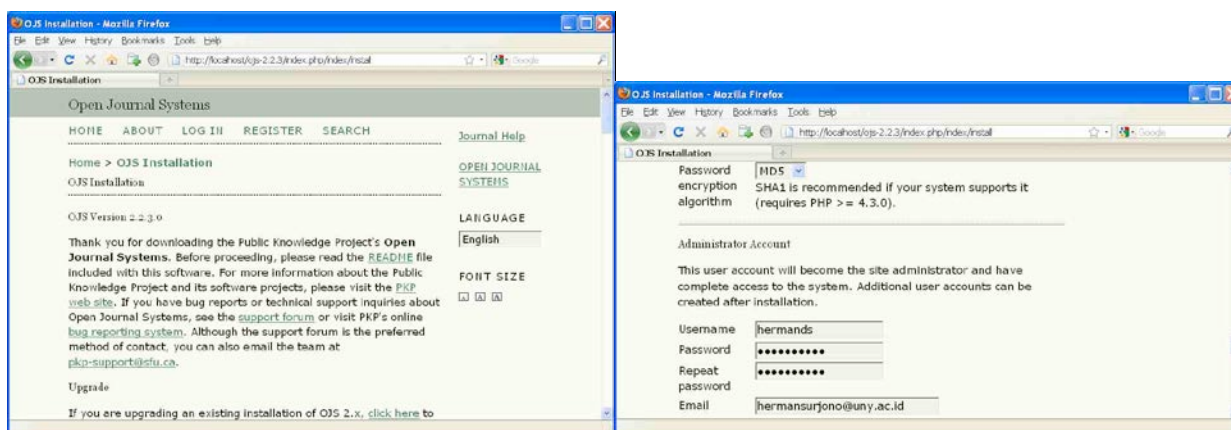 OJS Installation - Mozilla Firefox
File Edit View History Bookmarks Tools Help
http://localhost/ojs-2.2.3/index.php/index/install
Google
OJS Installation
Open Journal Systems
HOME ABOUT LOG IN REGISTER SEARCH
Home > OJS Installation
OJS Installation
OJS Version 2.2.3.0
Thank you for downloading the Public Knowledge Project's Open
Journal Systems. Before proceeding, please read the README file
included with this software. For more information about the Public
Knowledge Project and its software projects, please visit the PKP
web site. If you have bug reports or technical support inquiries about
Open Journal Systems, see the support forum or visit PKP's online
bug reporting system. Although the support forum is the preferred
method of contact, you can also email the team at
pkp-support@sfu.ca.
Upgrade
If you are upgrading an existing installation of OJS 2.x, click here to
Journal Help
OPEN JOURNAL
SYSTEMS
LANGUAGE
English
FONT SIZE
A A A
OJS Installation - Mozilla Firefox
File Edit View History Bookmarks Tools Help
http://localhost/ojs-2.2.3/index.php/index/install
Google
OJS Installation
Password MD5
encryption SHA1 is recommended if your system supports it
algorithm (requires PHP >= 4.3.0).
Administrator Account
This user account will become the site administrator and have
complete access to the system. Additional user accounts can be
created after installation.
Username hermands
Password ••••••••••
Repeat ••••••••••
password
Email hermansurjono@uny.ac.id